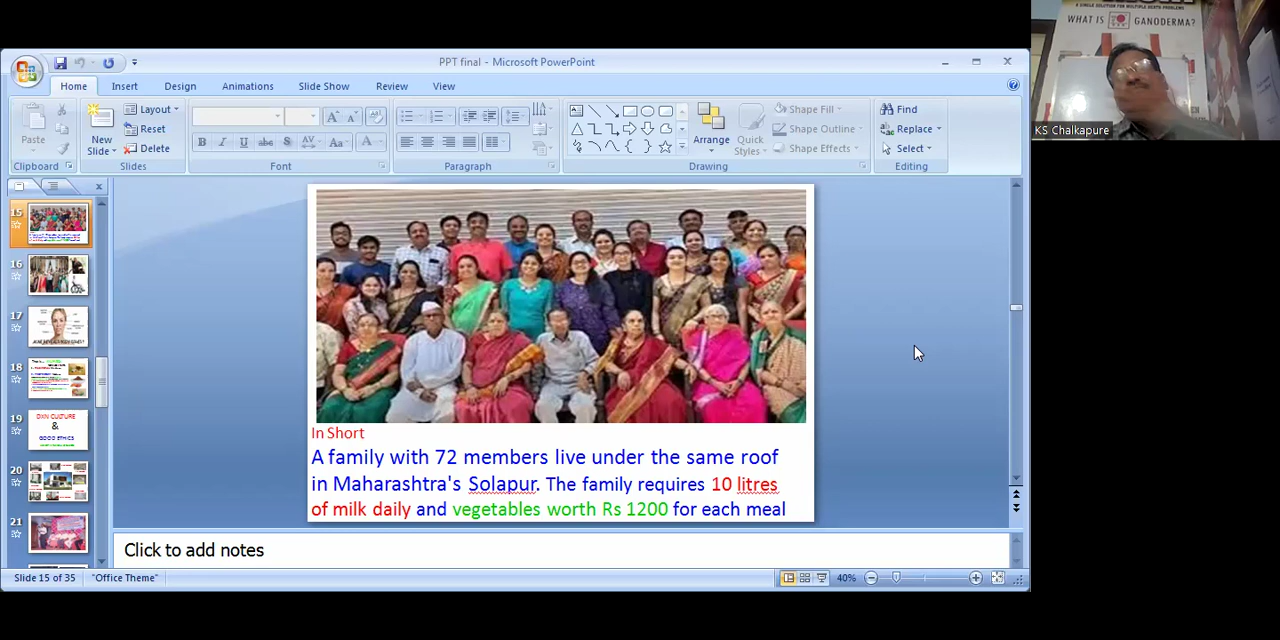 PPT final - Microsoft PowerPoint
Home
Insert
Design
Animations
Slide Show
Review
View
Paste
Clipboard
New
Slide
Layout
Reset
Delete
Slides
Font
Paragraph
Arrange
Quick
Styles
Shape Fill
Shape Outline
Shape Effects
Drawing
Find
Replace
Select
Editing
15
16
17
18
19
DXN CULTURE
&
GOOD ETHICS
20
21
In Short
A family with 72 members live under the same roof
in Maharashtra's Solapur. The family requires 10 litres
of milk daily and vegetables worth Rs 1200 for each meal
Click to add notes
Slide 15 of 35
"Office Theme"
40%
WHAT IS GANODERMA?
KS Chalkapure